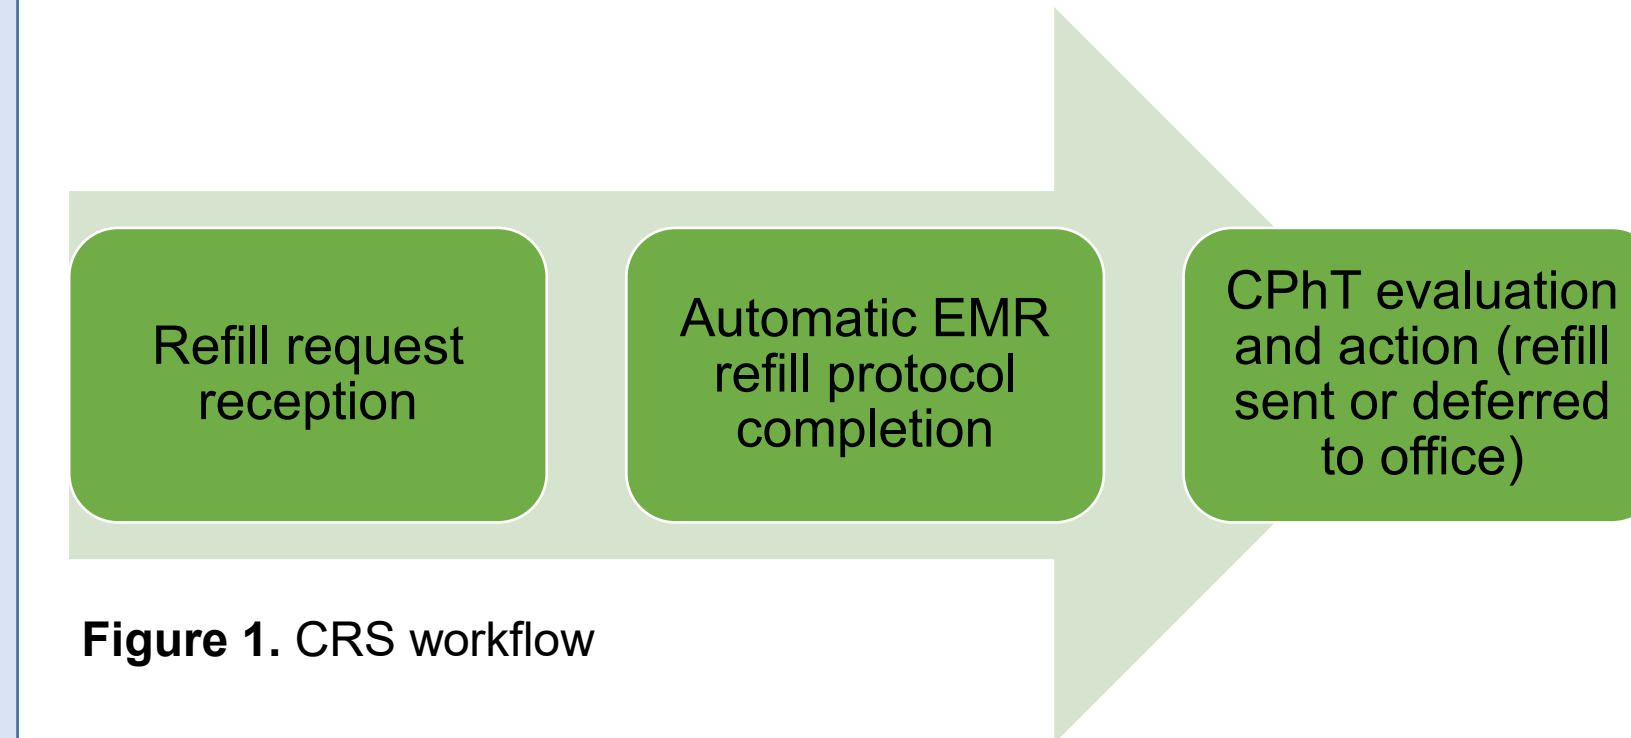 Refill request
reception
Automatic EMR
refill protocol
completion
CPhT evaluation
and action (refill
sent or deferred
to office)
Figure 1. CRS workflow